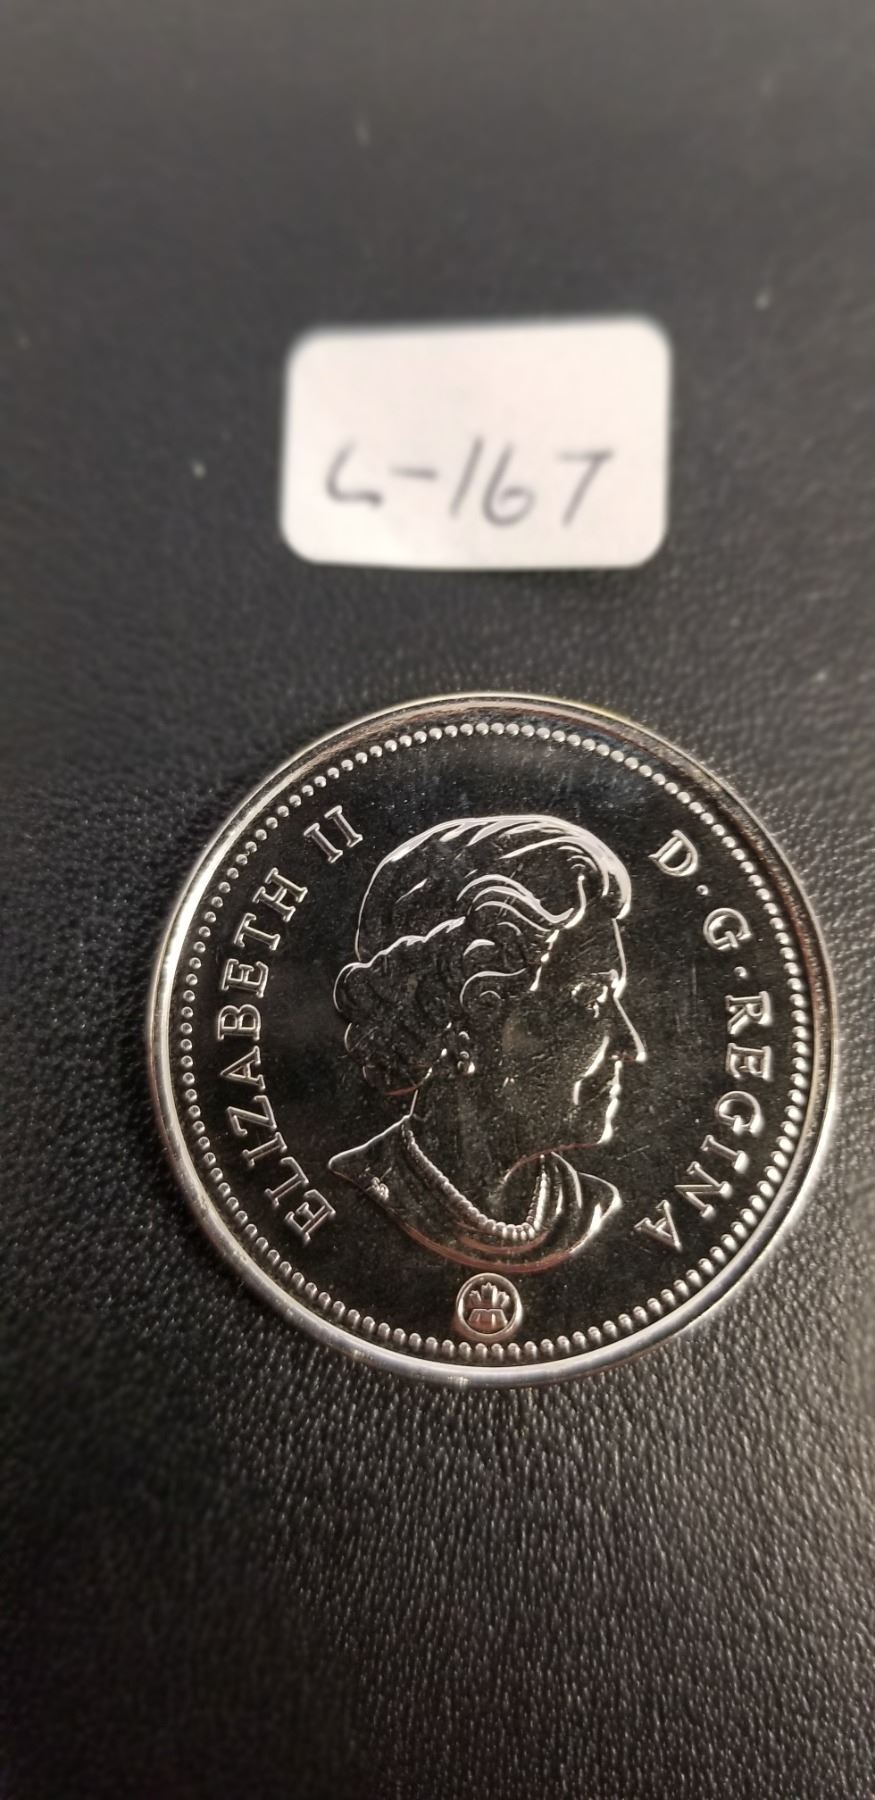 L-167
ELIZABETH II
D·G·REGINA